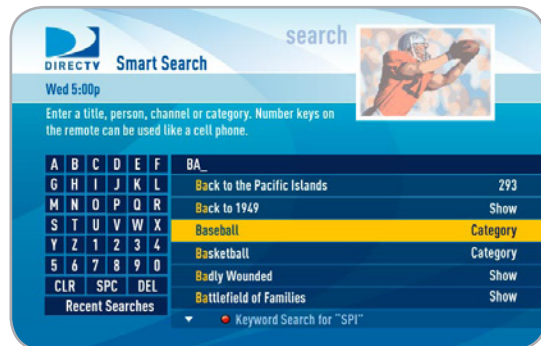 search
DIRECTV Smart Search
Wed 5:00p
Enter a title, person, channel or category. Number keys on
the remote can be used like a cell phone.
A B C D E F
G H I J K L
M N O P Q R
S T U V W X
Y Z 1 2 3 4
5 6 7 8 9 0
CLR SPC DEL
Recent Searches
BA_
Back to the Pacific Islands 293
Back to 1949 Show
Baseball Category
Basketball Category
Badly Wounded Show
Battlefield of Families Show
Keyword Search for "SPI"